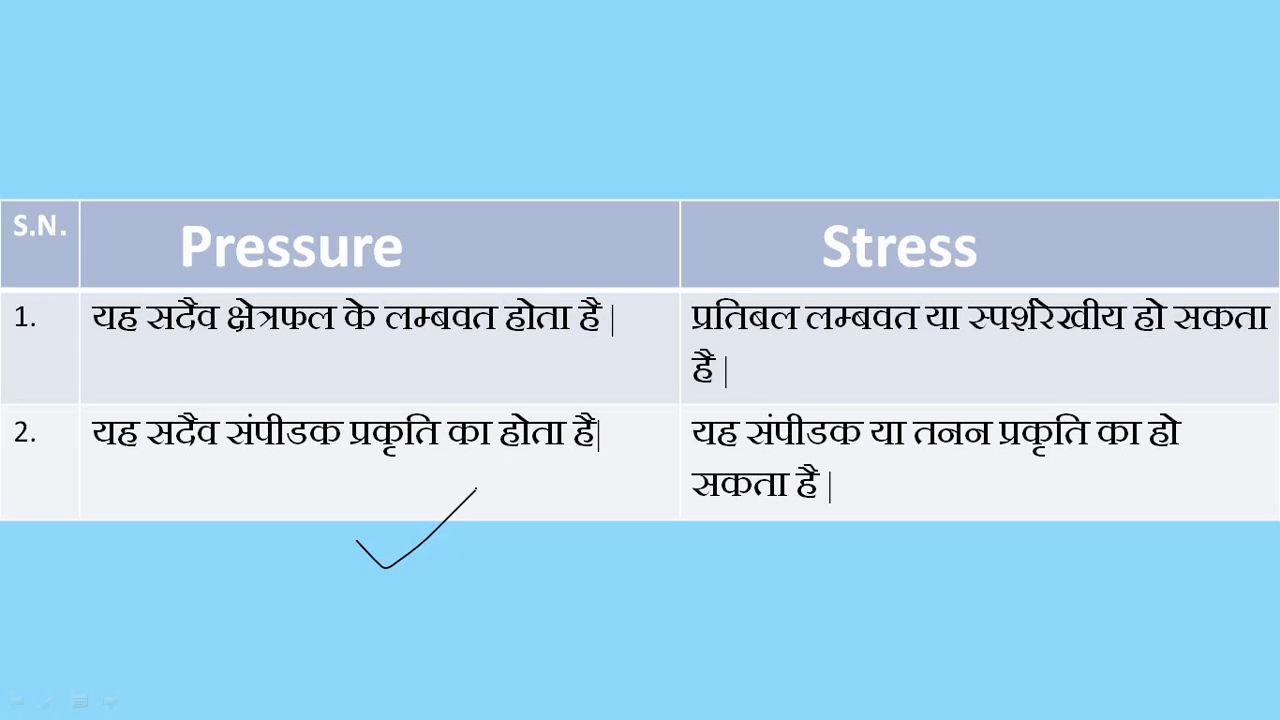 S.N. Pressure Stress
1. यह सदैव क्षेत्रफल के लम्बवत होता है | प्रतिबल लम्बवत या स्पर्शरेखीय हो सकता
है |
2. यह सदैव संपीडक प्रकृति का होता है| यह संपीडक या तनन प्रकृति का हो
सकता है |